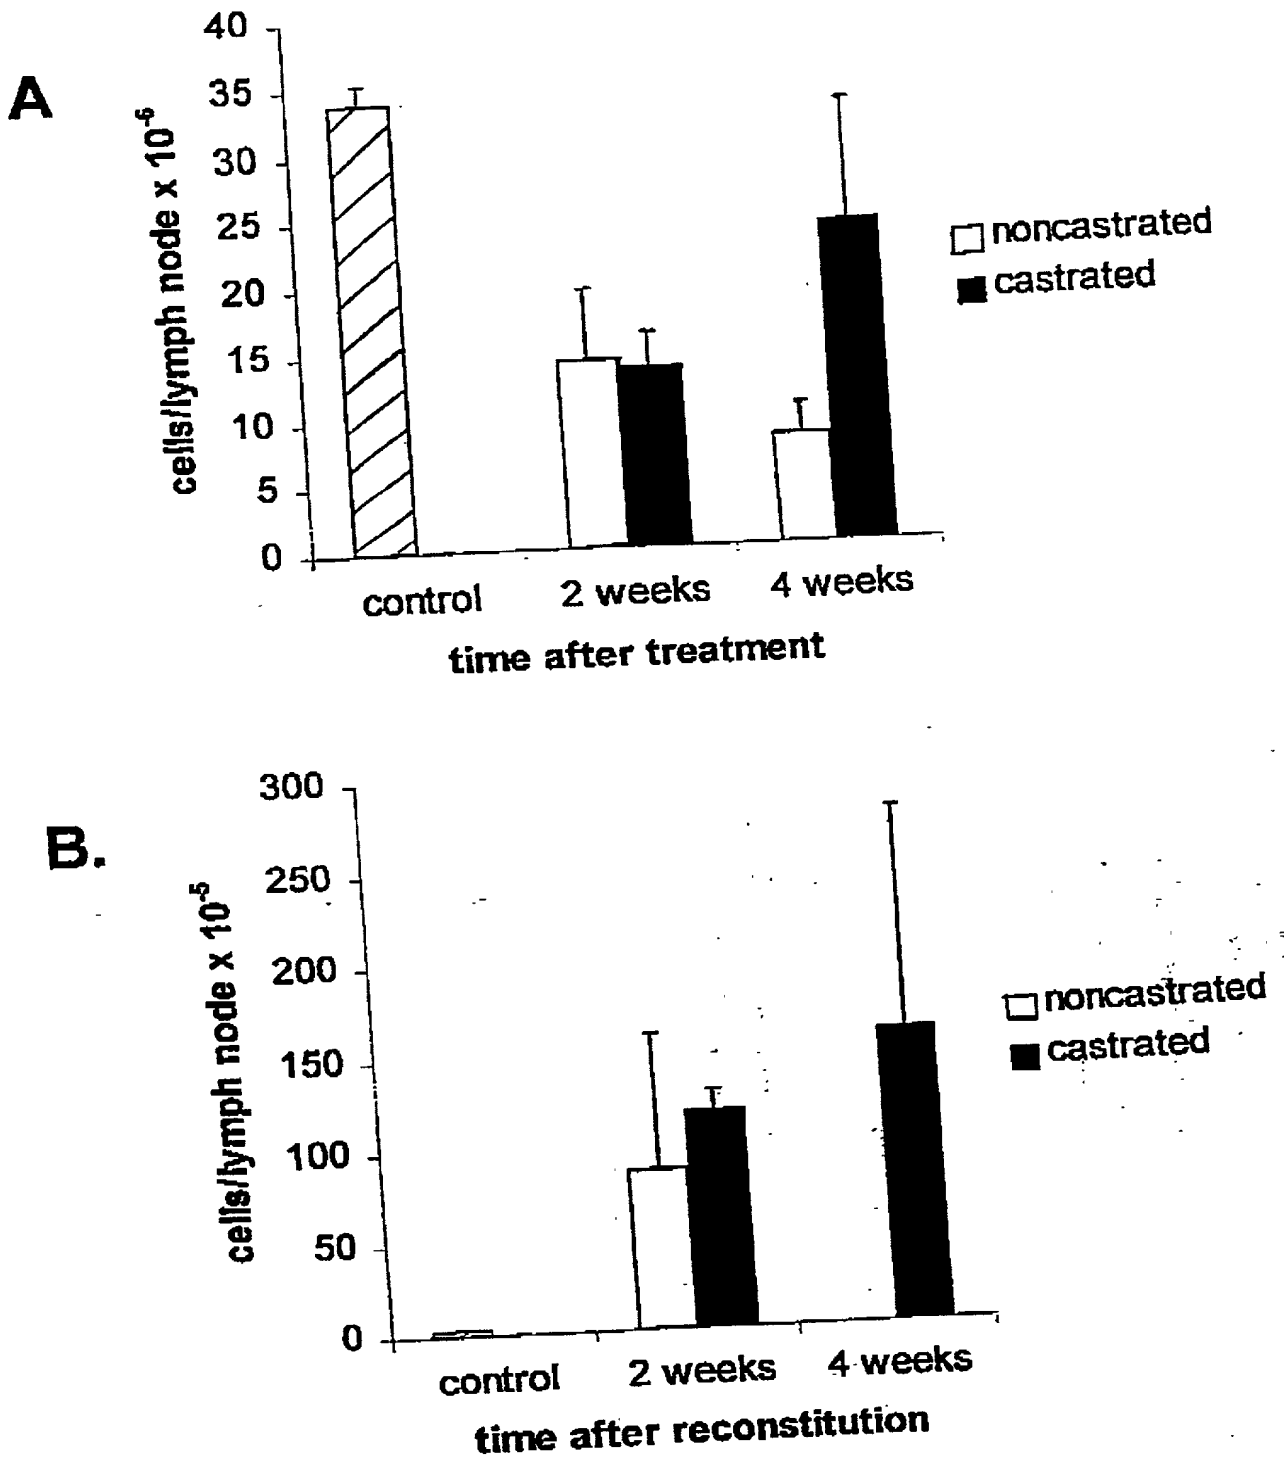 A
cells/lymph node x 10-6
40
35
30
25
20
15
10
5
0
noncastrated
castrated
control
2 weeks
4 weeks
time after treatment
B.
cells/lymph node x 10-5
300
250
200
150
100
50
0
noncastrated
castrated
control
2 weeks
4 weeks
time after reconstitution